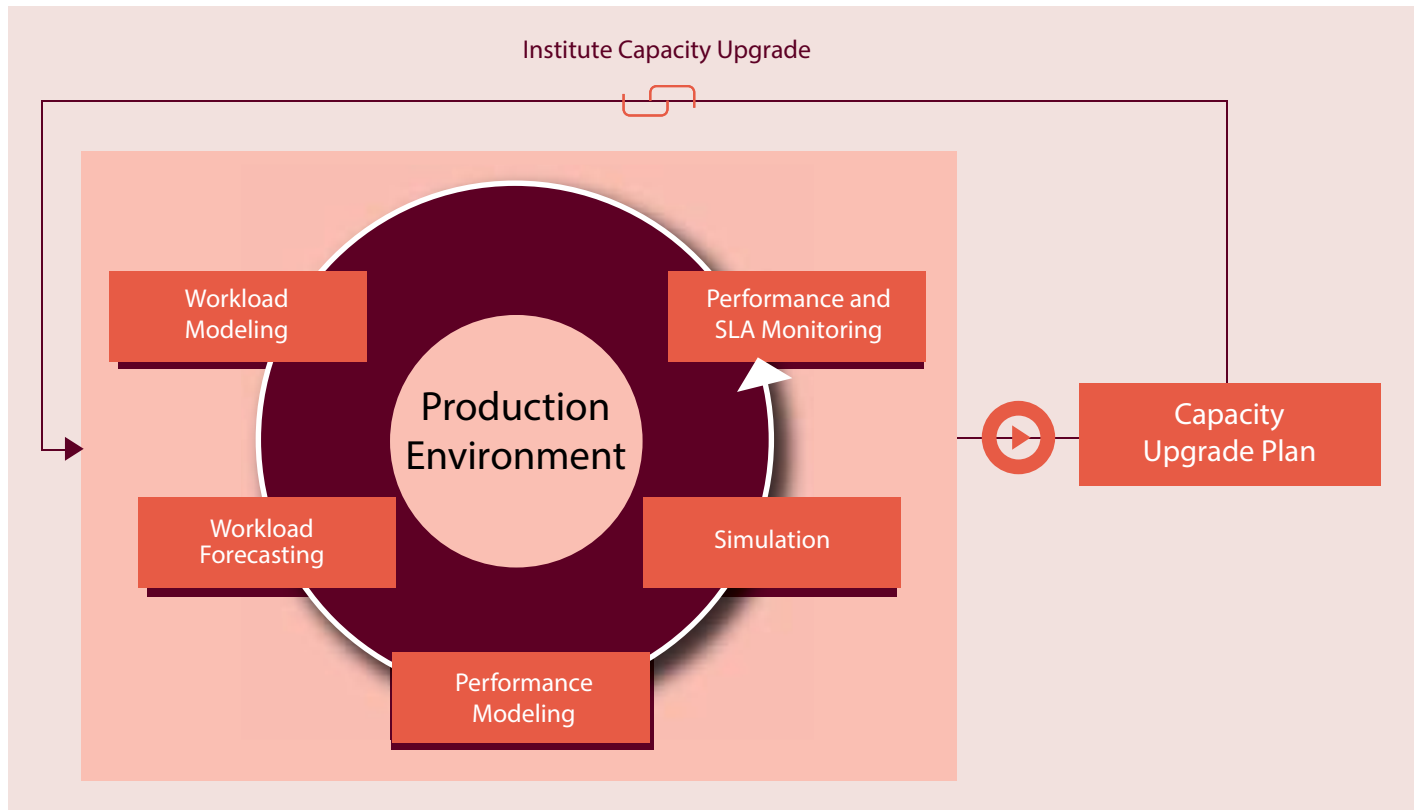 Institute Capacity Upgrade
Workload
Modeling
Performance and
SLA Monitoring
Production
Environment
Capacity
Upgrade Plan
Workload
Forecasting
Simulation
Performance
Modeling